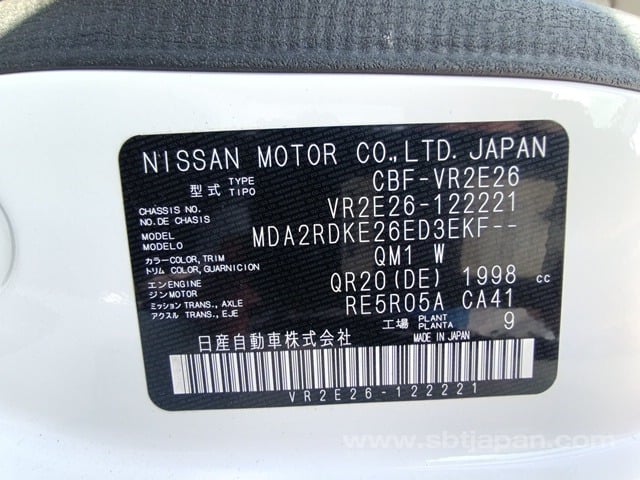 NISSAN MOTOR CO.,LTD. JAPAN
型式 TYPE TIPO CBF-VR2E26
CHASSIS NO. NO.DE CHASIS VR2E26-122221
MODEL MODELO MDA2RDKE26ED3EKF--
カラー COLOR, TRIM トリム COLOR, GUARNICION QM1 W
エンジン ENGINE MOTOR QR20(DE) 1998 cc
ミッション TRANS., AXLE アクスル TRANS., EJE RE5R05A CA41
工場 PLANT PLANTA 9
日産自動車株式会社 MADE IN JAPAN
VR2E26-122221
www.sbtjapan.com